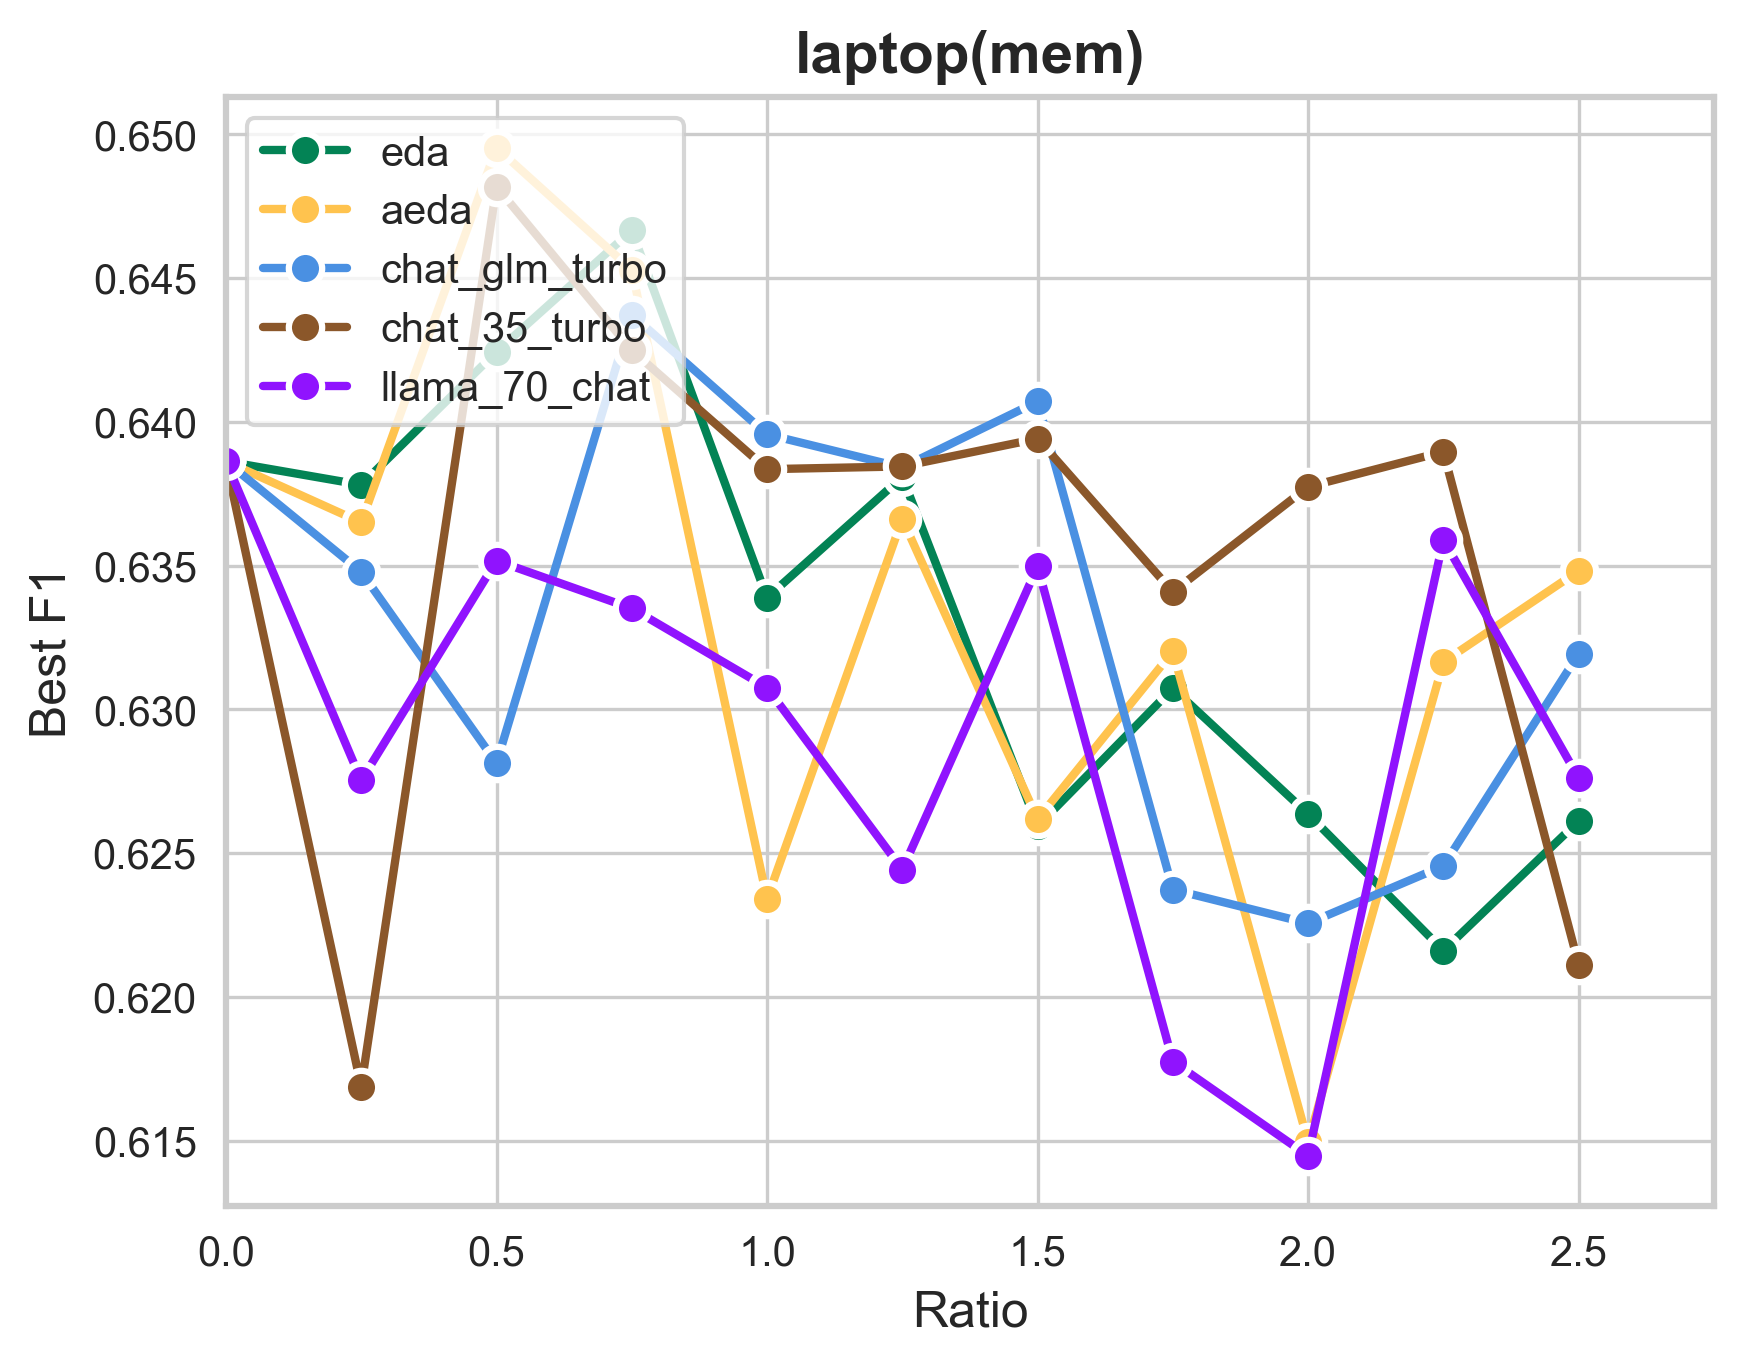 laptop(mem)
0.650
0.645
0.640
0.635
0.630
0.625
0.620
0.615
Best F1
eda
aeda
chat_glm_turbo
chat_35_turbo
llama_70_chat
0.0 0.5 1.0 1.5 2.0 2.5
Ratio